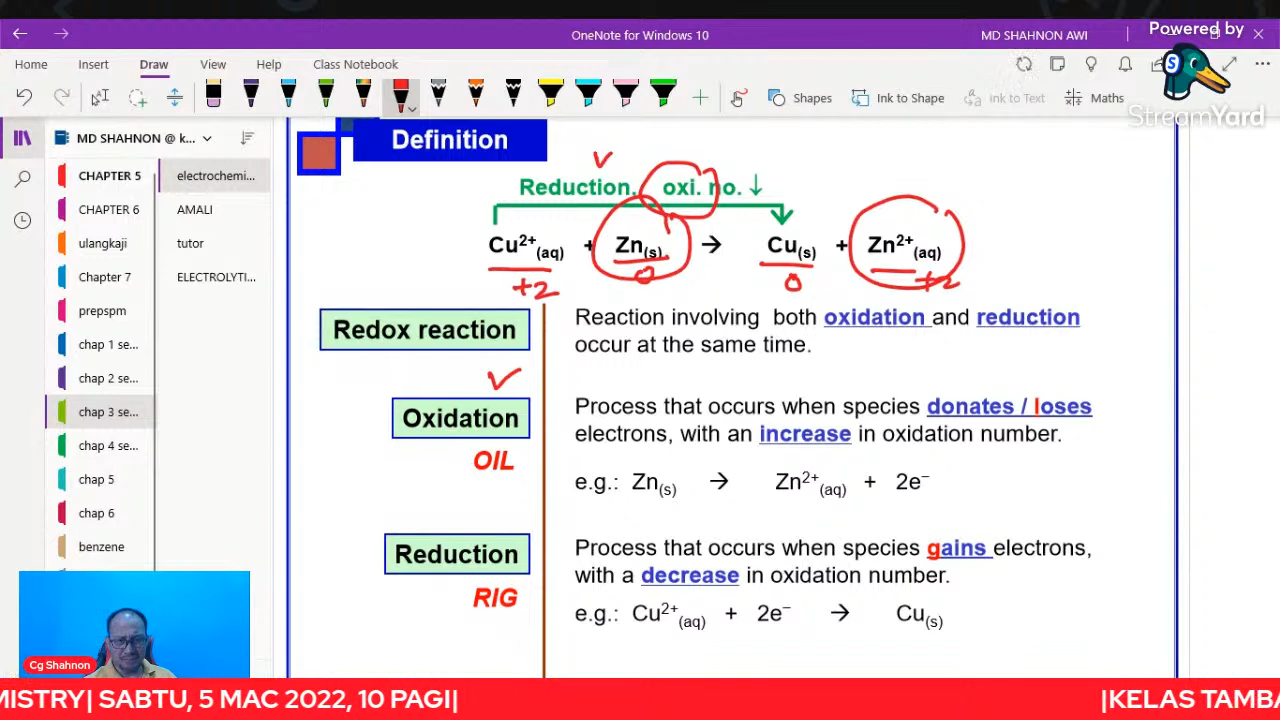 Powered by
StreamYard
OneNote for Windows 10
MD SHAHNON AWI
Home Insert Draw View Help Class Notebook
Shapes Ink to Shape Ink to Text Maths
MD SHAHNON @ k...
CHAPTER 5
CHAPTER 6
ulangkaji
Chapter 7
prepspm
chap 1 se...
chap 2 se...
chap 3 se...
chap 4 se...
chap 5
chap 6
benzene
electrochemi...
AMALI
tutor
ELECTROLYTI...
Definition
Reduction, oxi. no. ↓
Cu²⁺(aq) + Zn(s) → Cu(s) + Zn²⁺(aq)
+2 0 0 +2
Redox reaction
Reaction involving both oxidation and reduction
occur at the same time.
Oxidation
OIL
Process that occurs when species donates / loses
electrons, with an increase in oxidation number.
e.g.: Zn(s) → Zn²⁺(aq) + 2e⁻
Reduction
RIG
Process that occurs when species gains electrons,
with a decrease in oxidation number.
e.g.: Cu²⁺(aq) + 2e⁻ → Cu(s)
Cg Shahnon
MISTRY| SABTU, 5 MAC 2022, 10 PAGI| |KELAS TAMBA